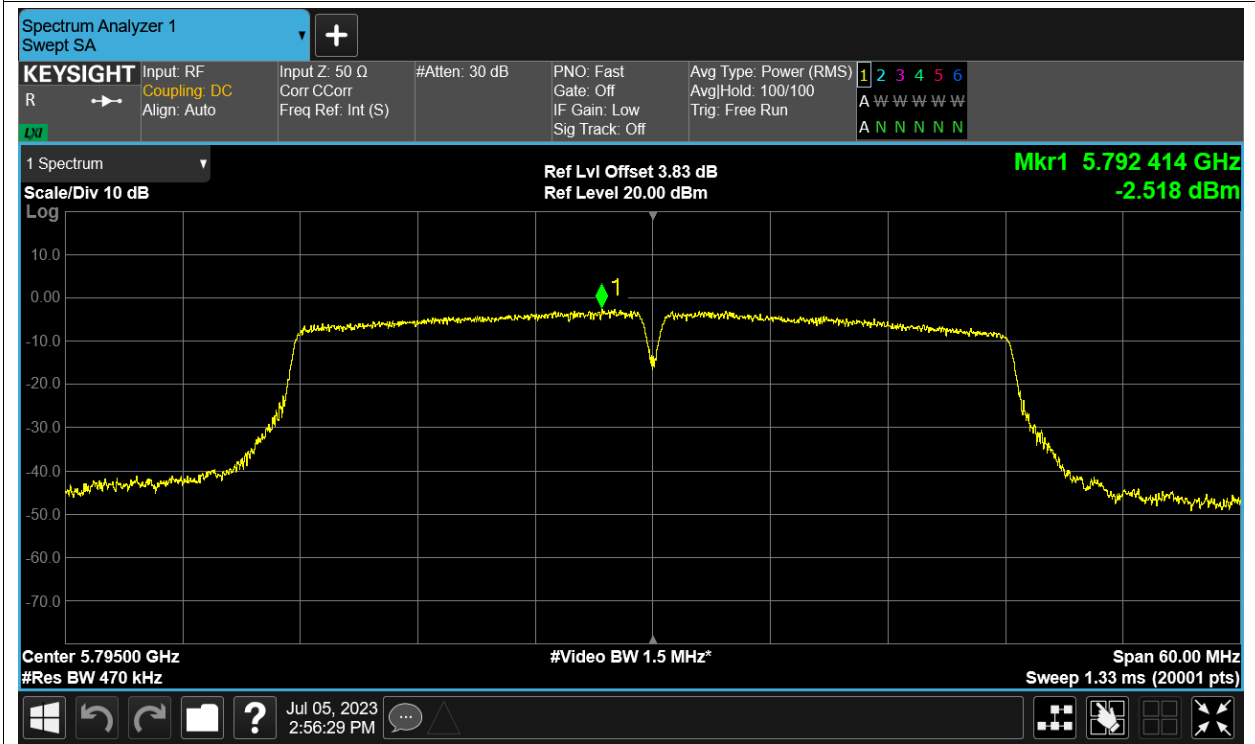 Spectrum Analyzer 1
Swept SA
+
KEYSIGHT
R
LXI
Input: RF
Coupling: DC
Align: Auto
Input Z: 50 Ω
Corr CCorr
Freq Ref: Int (S)
#Atten: 30 dB
PNO: Fast
Gate: Off
IF Gain: Low
Sig Track: Off
Avg Type: Power (RMS)
Avg|Hold: 100/100
Trig: Free Run
1 2 3 4 5 6
A W W W W W
A N N N N N
1 Spectrum
Scale/Div 10 dB
Log
Ref Lvl Offset 3.83 dB
Ref Level 20.00 dBm
Mkr1 5.792 414 GHz
-2.518 dBm
10.0
0.00
-10.0
-20.0
-30.0
-40.0
-50.0
-60.0
-70.0
1
Center 5.79500 GHz
#Res BW 470 kHz
#Video BW 1.5 MHz*
Span 60.00 MHz
Sweep 1.33 ms (20001 pts)
?
Jul 05, 2023
2:56:29 PM